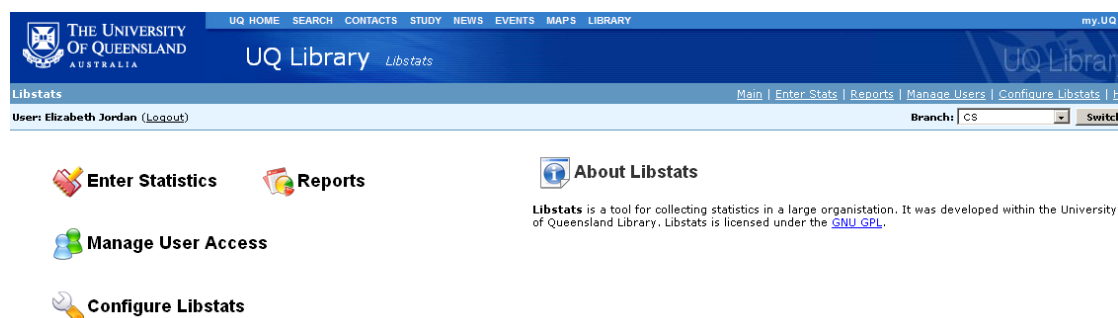 THE UNIVERSITY
OF QUEENSLAND
AUSTRALIA
UQ HOME SEARCH CONTACTS STUDY NEWS EVENTS MAPS LIBRARY my.UQ
UQ Library Libstats
UQ Librar
Libstats
Main | Enter Stats | Reports | Manage Users | Configure Libstats |
User: Elizabeth Jordan (Logout)
Branch: CS Switch
Enter Statistics
Reports
Manage User Access
Configure Libstats
About Libstats
Libstats is a tool for collecting statistics in a large organistation. It was developed within the University
of Queensland Library. Libstats is licensed under the GNU GPL.